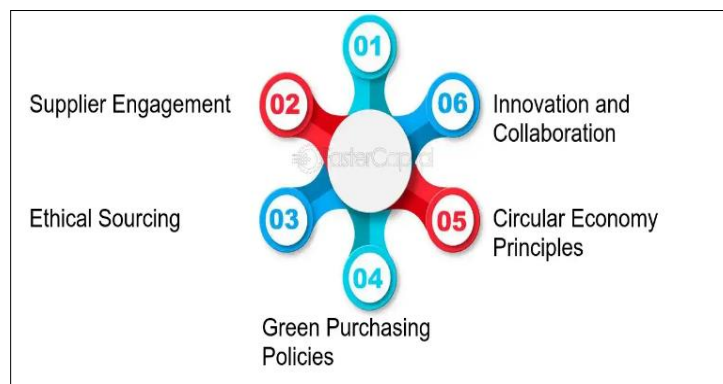 01
Supplier Engagement
02
06
Innovation and
Collaboration
FasterCapital
Ethical Sourcing
03
05
Circular Economy
Principles
04
Green Purchasing
Policies